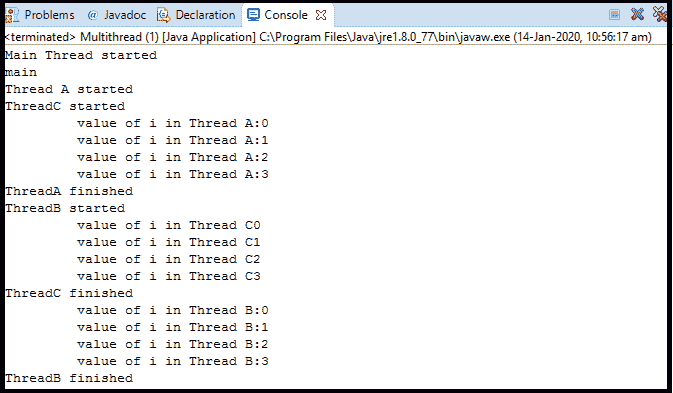 Problems @ Javadoc Declaration Console
<terminated> Multithread (1) [Java Application] C:\Program Files\Java\jre1.8.0_77\bin\javaw.exe (14-Jan-2020, 10:56:17 am)
Main Thread started
main
Thread A started
ThreadC started
value of i in Thread A:0
value of i in Thread A:1
value of i in Thread A:2
value of i in Thread A:3
ThreadA finished
ThreadB started
value of i in Thread C0
value of i in Thread C1
value of i in Thread C2
value of i in Thread C3
ThreadC finished
value of i in Thread B:0
value of i in Thread B:1
value of i in Thread B:2
value of i in Thread B:3
ThreadB finished